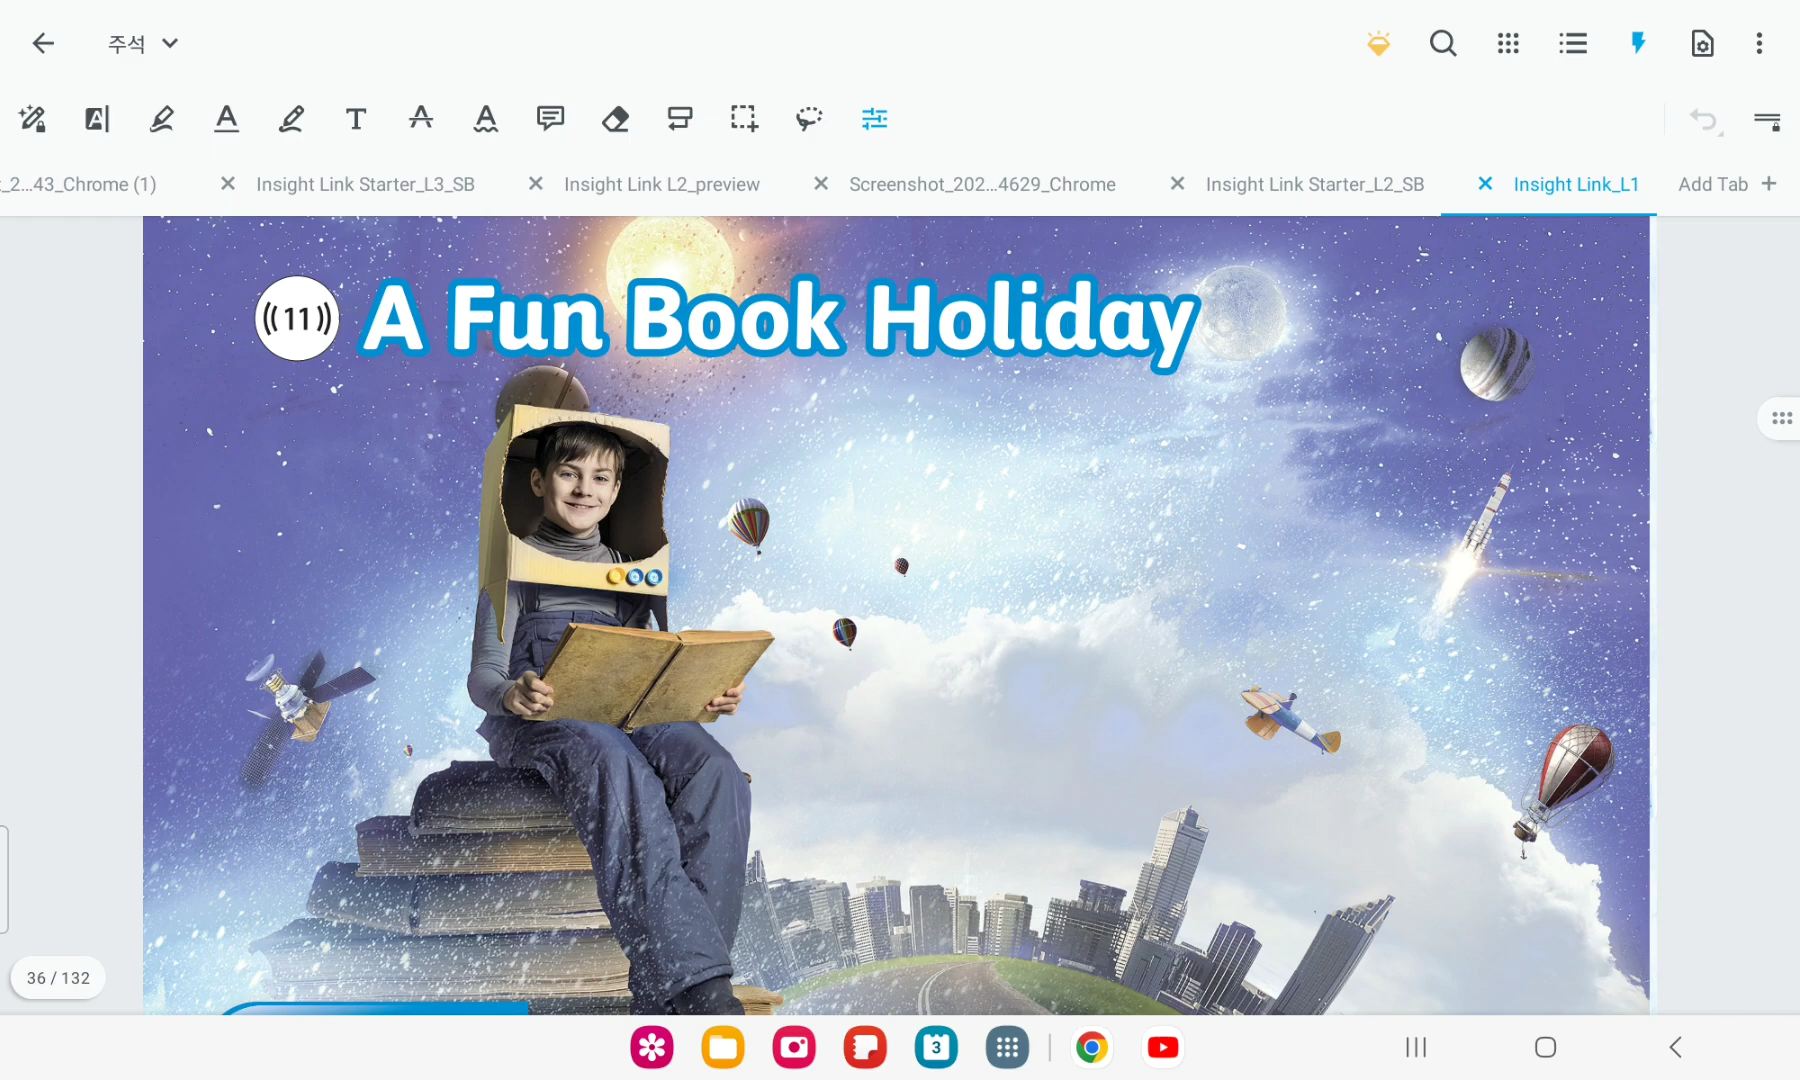 주석
_2...43_Chrome (1)
Insight Link Starter_L3_SB
Insight Link L2_preview
Screenshot_202...4629_Chrome
Insight Link Starter_L2_SB
Insight Link_L1
Add Tab +
((11)) A Fun Book Holiday
36 / 132
3